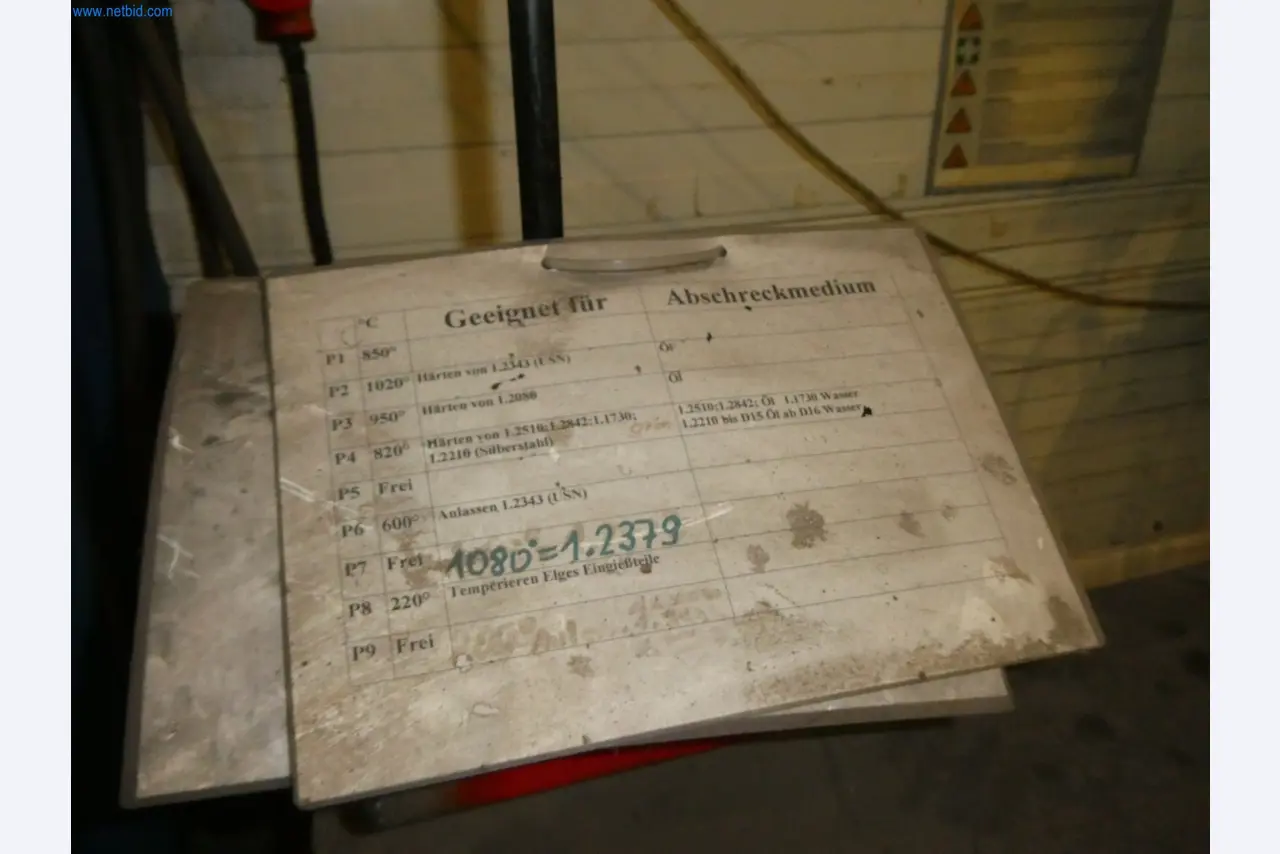 www.netbid.com
°C Geeignet für Abschreckmedium
P1 850°
P2 1020° Härten von 1.2343 (USN) Öl
P3 950° Härten von 1.2080 Öl
P4 820° Härten von 1.2510;1.2842;1.1730; 1.2510;1.2842; Öl 1.1730 Wasser
1.2210 (Silberstahl) 1.2210 bis D15 Öl ab D16 Wasser
P5 Frei
P6 600° Anlassen 1.2343 (USN)
P7 Frei 1080°=1.2379
P8 220° Temperieren Elges Eingießteile
P9 Frei